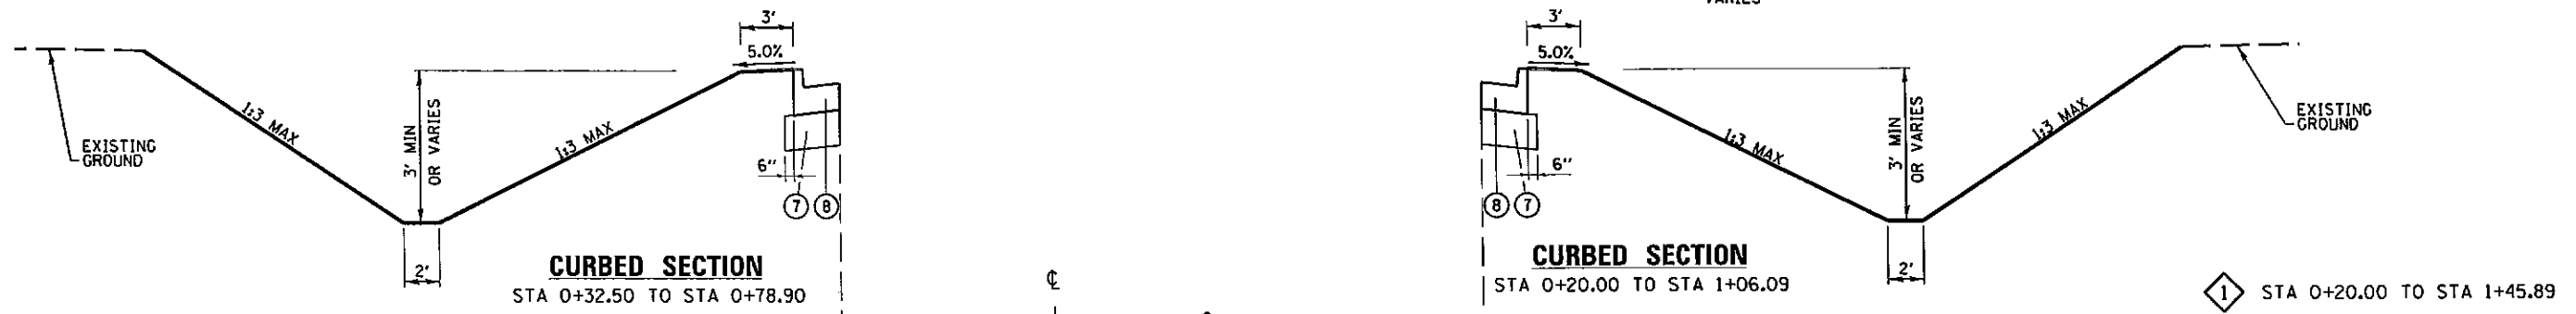 VARIES
3'
5.0%
EXISTING
GROUND
1:3 MAX
3' MIN
OR VARIES
1:3 MAX
6"
7 8
2'
CURBED SECTION
STA 0+32.50 TO STA 0+78.90
℄
3'
5.0%
8 7
6"
1:3 MAX
3' MIN
OR VARIES
1:3 MAX
EXISTING
GROUND
2'
CURBED SECTION
STA 0+20.00 TO STA 1+06.09
1 STA 0+20.00 TO STA 1+45.89